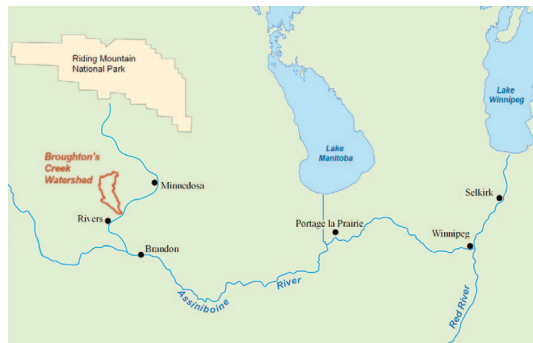 Riding Mountain
National Park
Lake
Winnipeg
Lake
Manitoba
Broughton's
Creek
Watershed
Minnedosa
Selkirk
Rivers
Portage la Prairie
Winnipeg
Brandon
Assiniboine
River
Red River